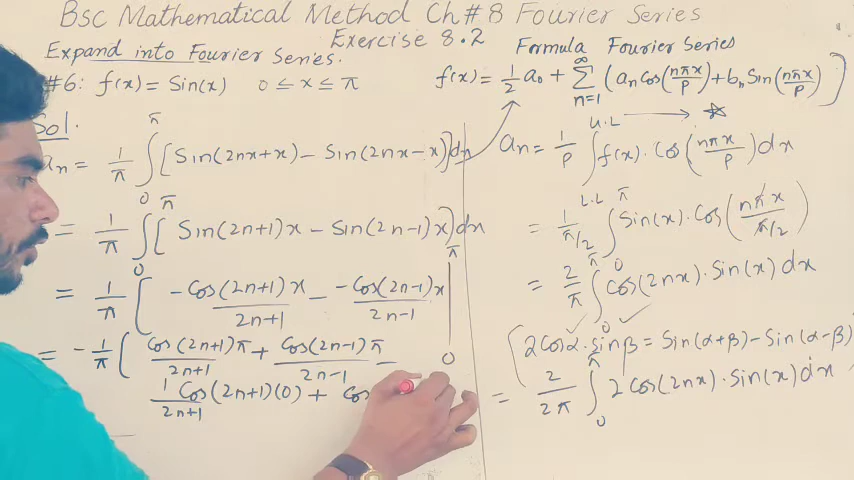 Bsc Mathematical Method Ch#8 Fourier Series
Exercise 8.2
Expand into Fourier Series.
#6: f(x) = Sin(x) 0 ≤ x ≤ π
Sol.
an = 1/π ∫₀^π [Sin(2nx+x) - Sin(2nx-x)] dx
= 1/π ∫₀^π [Sin(2n+1)x - Sin(2n-1)x] dx
= 1/π [ -Cos(2n+1)x / 2n+1 - -Cos(2n-1)x / 2n-1 |₀^π
= -1/π [ Cos(2n+1)π / 2n+1 + Cos(2n-1)π / 2n-1 -
1/2n+1 Cos(2n+1)(0) + Cos
Formula Fourier Series
f(x) = 1/2 a₀ + ∑_{n=1}^∞ (an Cos(nπx/p) + bn Sin(nπx/p))
U.L
an = 1/p ∫ f(x) . Cos(nπx/p) dx
L.L
= 1/(π/2) ∫₀^π Sin(x) . Cos(nπx / π/2)
= 2/π ∫₀^π Cos(2nx) . Sin(x) dx
[2Cosα . sinβ = Sin(α+β) - Sin(α-β)
= 2/2π ∫₀^π 2Cos(2nx) . Sin(x) dx